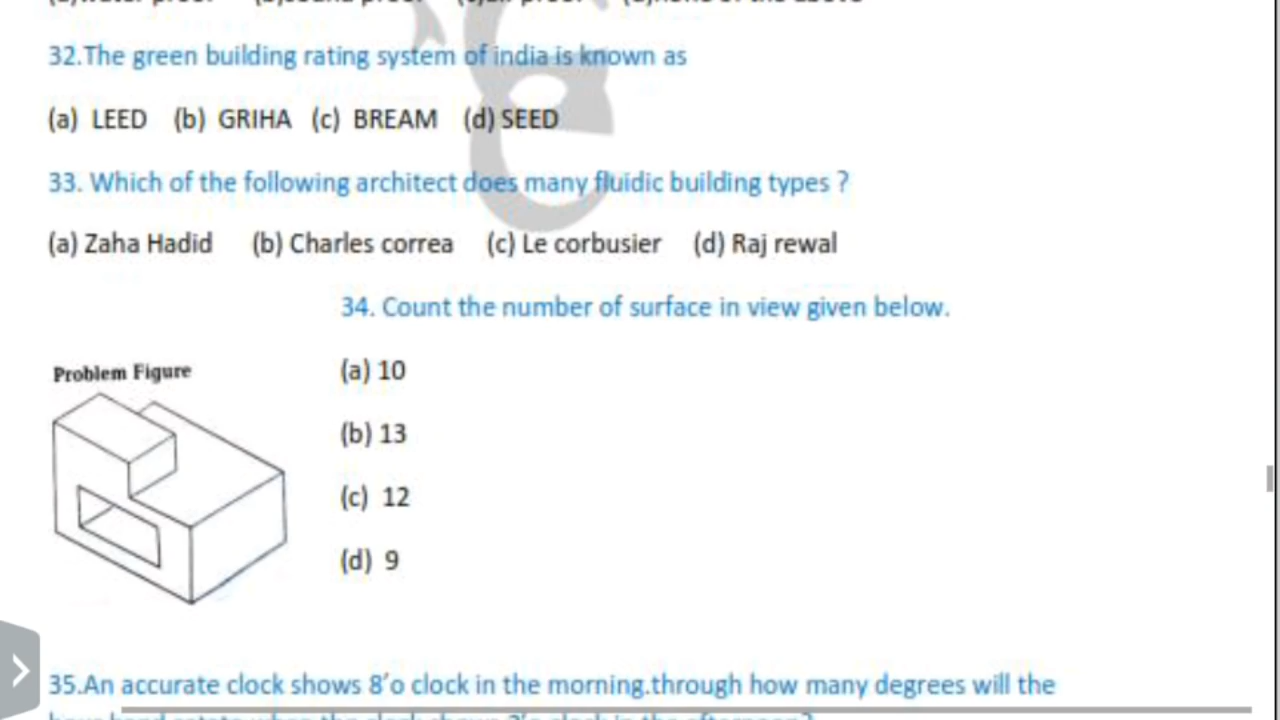 32.The green building rating system of india is known as
(a) LEED (b) GRIHA (c) BREAM (d) SEED
33. Which of the following architect does many fluidic building types ?
(a) Zaha Hadid (b) Charles correa (c) Le corbusier (d) Raj rewal
34. Count the number of surface in view given below.
Problem Figure
(a) 10
(b) 13
(c) 12
(d) 9
35.An accurate clock shows 8'o clock in the morning.through how many degrees will the